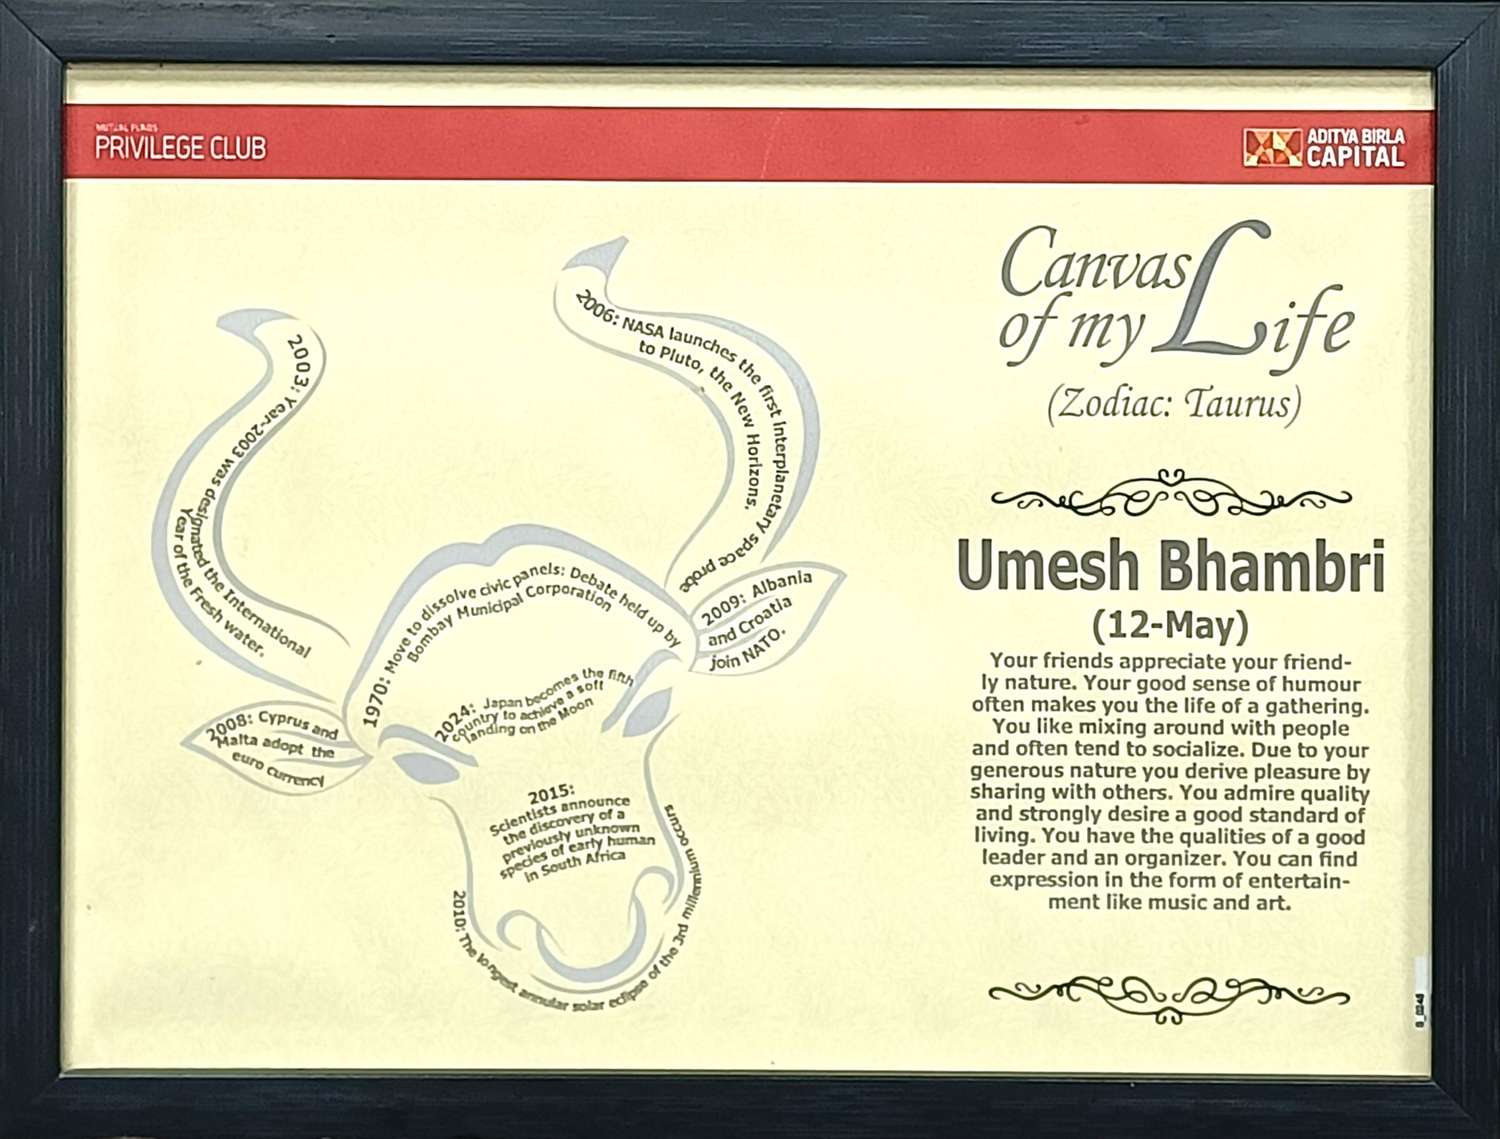 MUTUAL FUNDS
PRIVILEGE CLUB
ADITYA BIRLA
CAPITAL
Canvas
of my Life
(Zodiac: Taurus)
Umesh Bhambri
(12-May)
Your friends appreciate your friend-
ly nature. Your good sense of humour
often makes you the life of a gathering.
You like mixing around with people
and often tend to socialize. Due to your
generous nature you derive pleasure by
sharing with others. You admire quality
and strongly desire a good standard of
living. You have the qualities of a good
leader and an organizer. You can find
expression in the form of entertain-
ment like music and art.
2003: Year-2003 was designated the International
Year of the Fresh water.
2006: NASA launches the first Interplanetary space probe
to Pluto, the New Horizons.
1970: Move to dissolve civic panels: Debate held up by
Bombay Municipal Corporation
2009: Albania
and Croatia
join NATO.
2008: Cyprus and
Malta adopt the
euro currency
2024: Japan becomes the fifth
country to achieve a soft
landing on the Moon
2015:
Scientists announce
the discovery of a
previously unknown
species of early human
in South Africa
2010: The longest annular solar eclipse of the 3rd millennium occurs